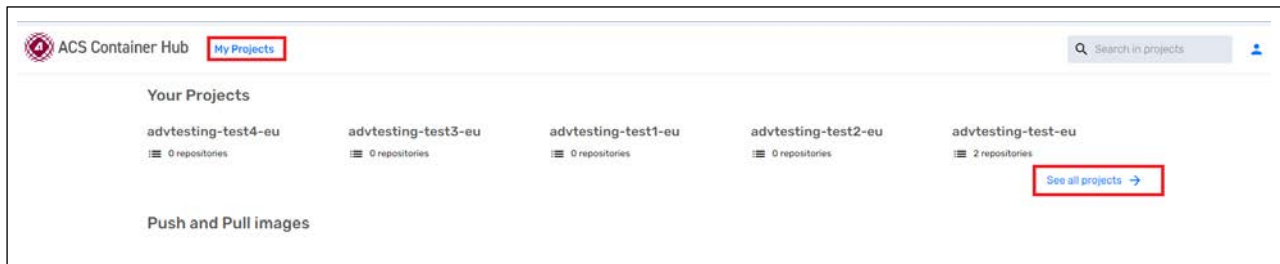 ACS Container Hub My Projects Search in projects
Your Projects
advtesting-test4-eu advtesting-test3-eu advtesting-test1-eu advtesting-test2-eu advtesting-test-eu
0 repositories 0 repositories 0 repositories 0 repositories 2 repositories
See all projects →
Push and Pull images